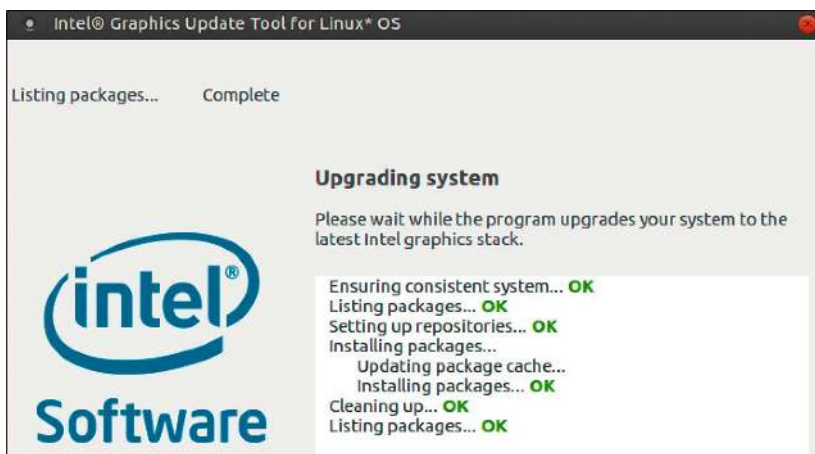 Intel® Graphics Update Tool for Linux* OS
Listing packages... Complete
Upgrading system
Please wait while the program upgrades your system to the
latest Intel graphics stack.
intel®
Software
Ensuring consistent system... OK
Listing packages... OK
Setting up repositories... OK
Installing packages...
Updating package cache...
Installing packages... OK
Cleaning up... OK
Listing packages... OK